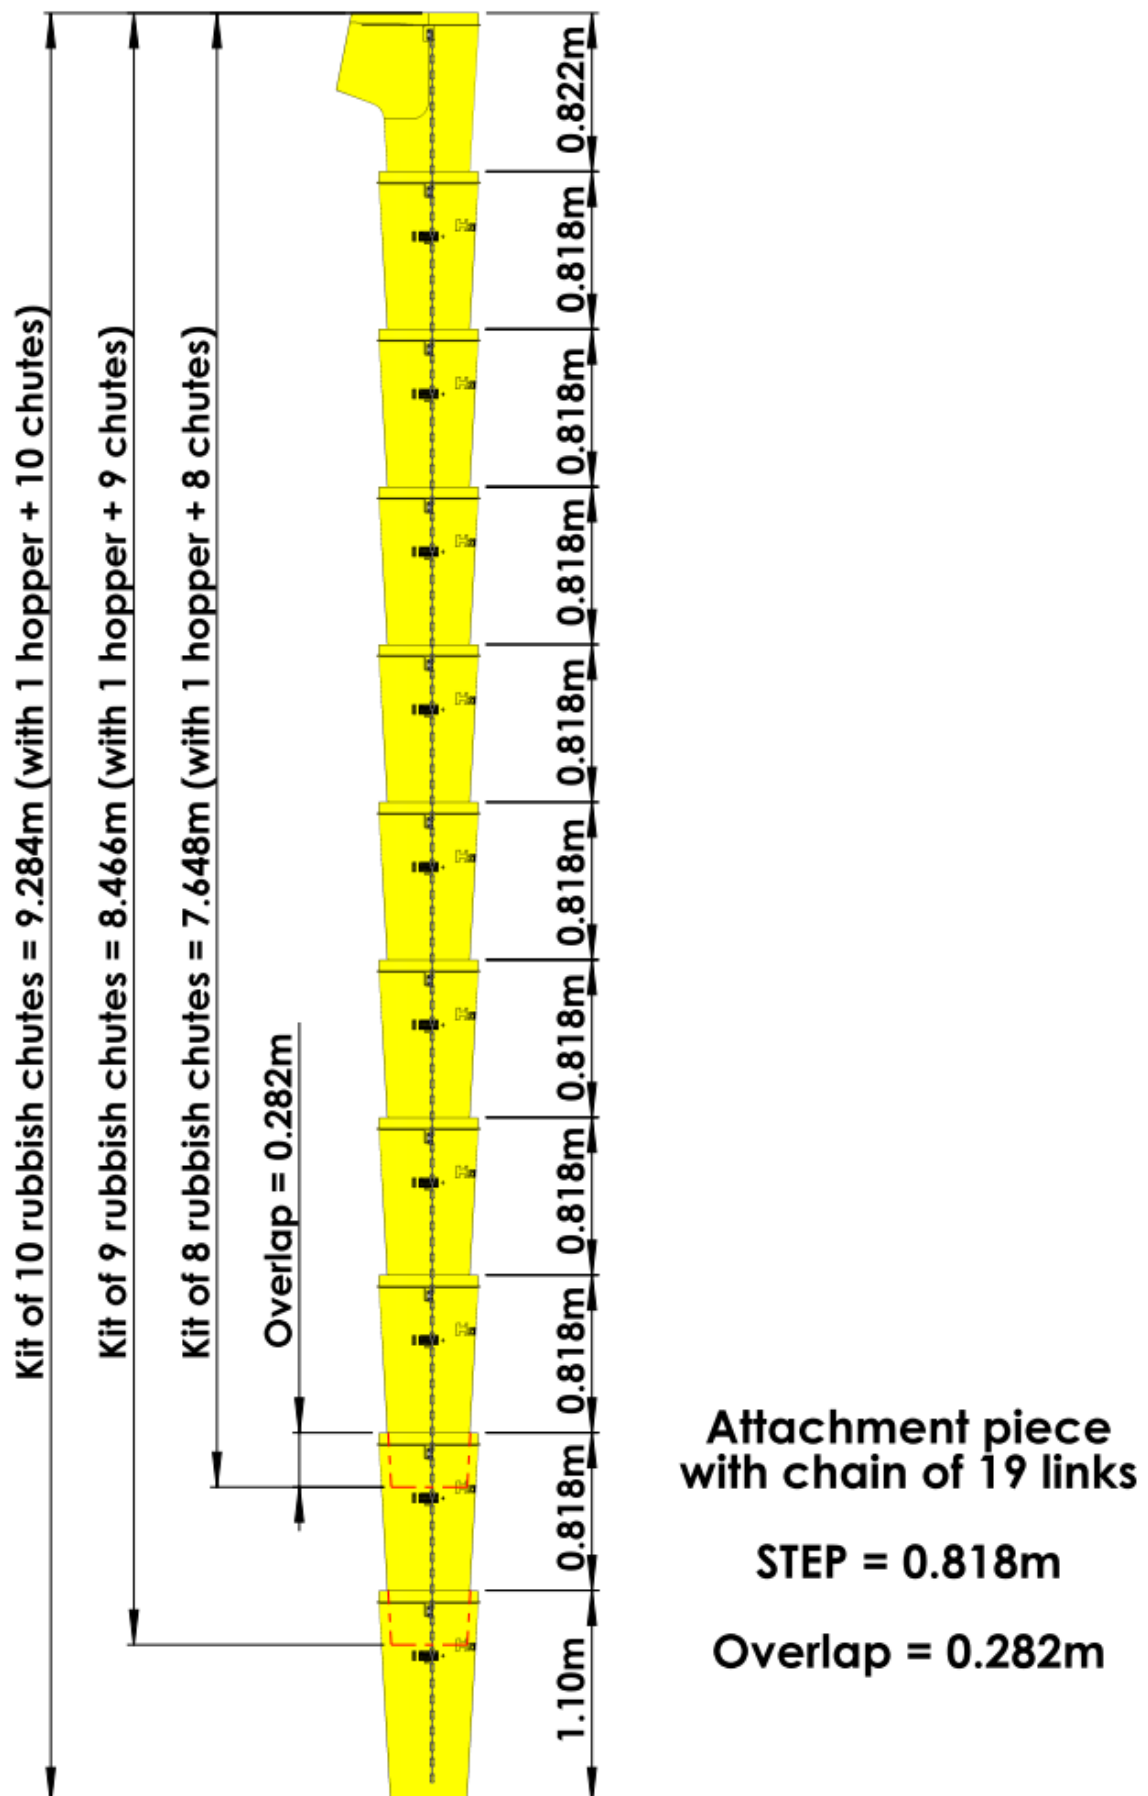 Kit of 10 rubbish chutes = 9.284m (with 1 hopper + 10 chutes)
Kit of 9 rubbish chutes = 8.466m (with 1 hopper + 9 chutes)
Kit of 8 rubbish chutes = 7.648m (with 1 hopper + 8 chutes)
Overlap = 0.282m
0.822m
0.818m
0.818m
0.818m
0.818m
0.818m
0.818m
0.818m
0.818m
0.818m
1.10m
Attachment piece
with chain of 19 links
STEP = 0.818m
Overlap = 0.282m